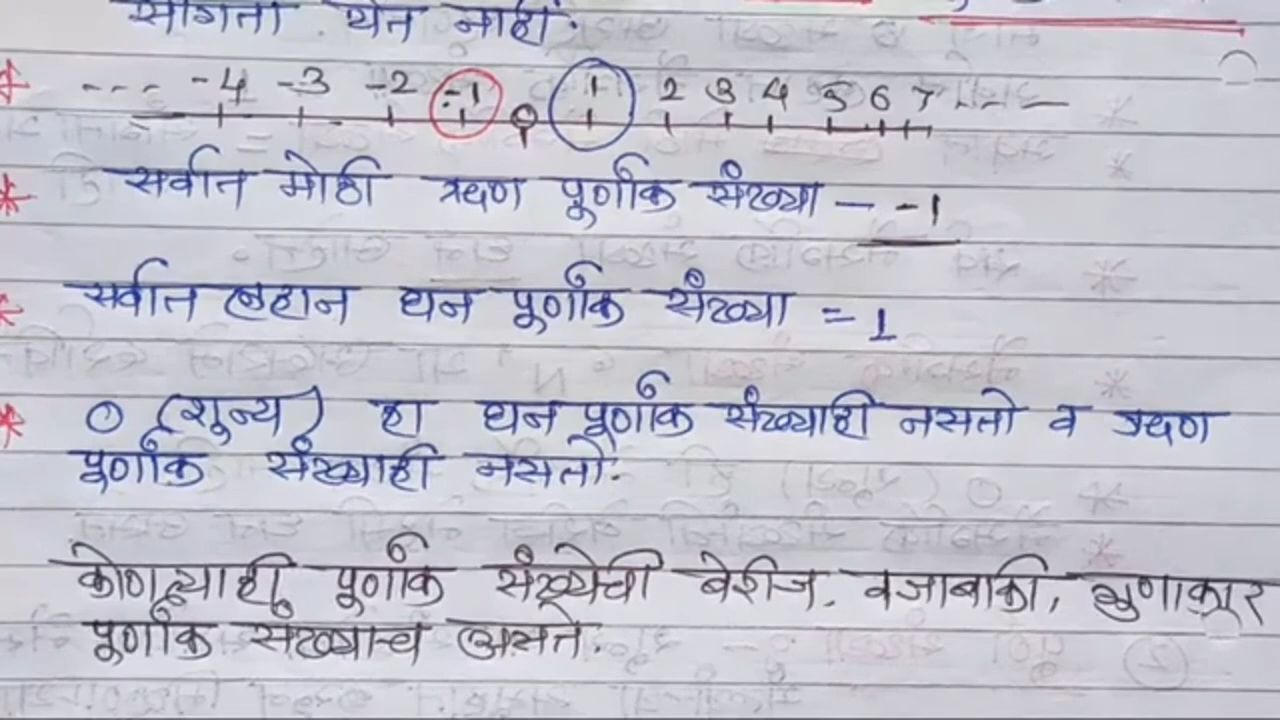 सांगता येत नाही.
--- -4 -3 -2 -1 0 1 2 3 4 5 6 7 ---
* सर्वात मोठी ऋण पूर्णांक संख्या – -1
* सर्वात लहान धन पूर्णांक संख्या = 1
* 0 (शून्य) हा धन पूर्णांक संख्याही नसतो व ऋण
पूर्णांक संख्याही नसतो.
कोणत्याही पूर्णांक संख्येची बेरीज, वजाबाकी, गुणाकार
पूर्णांक संख्याच असते.